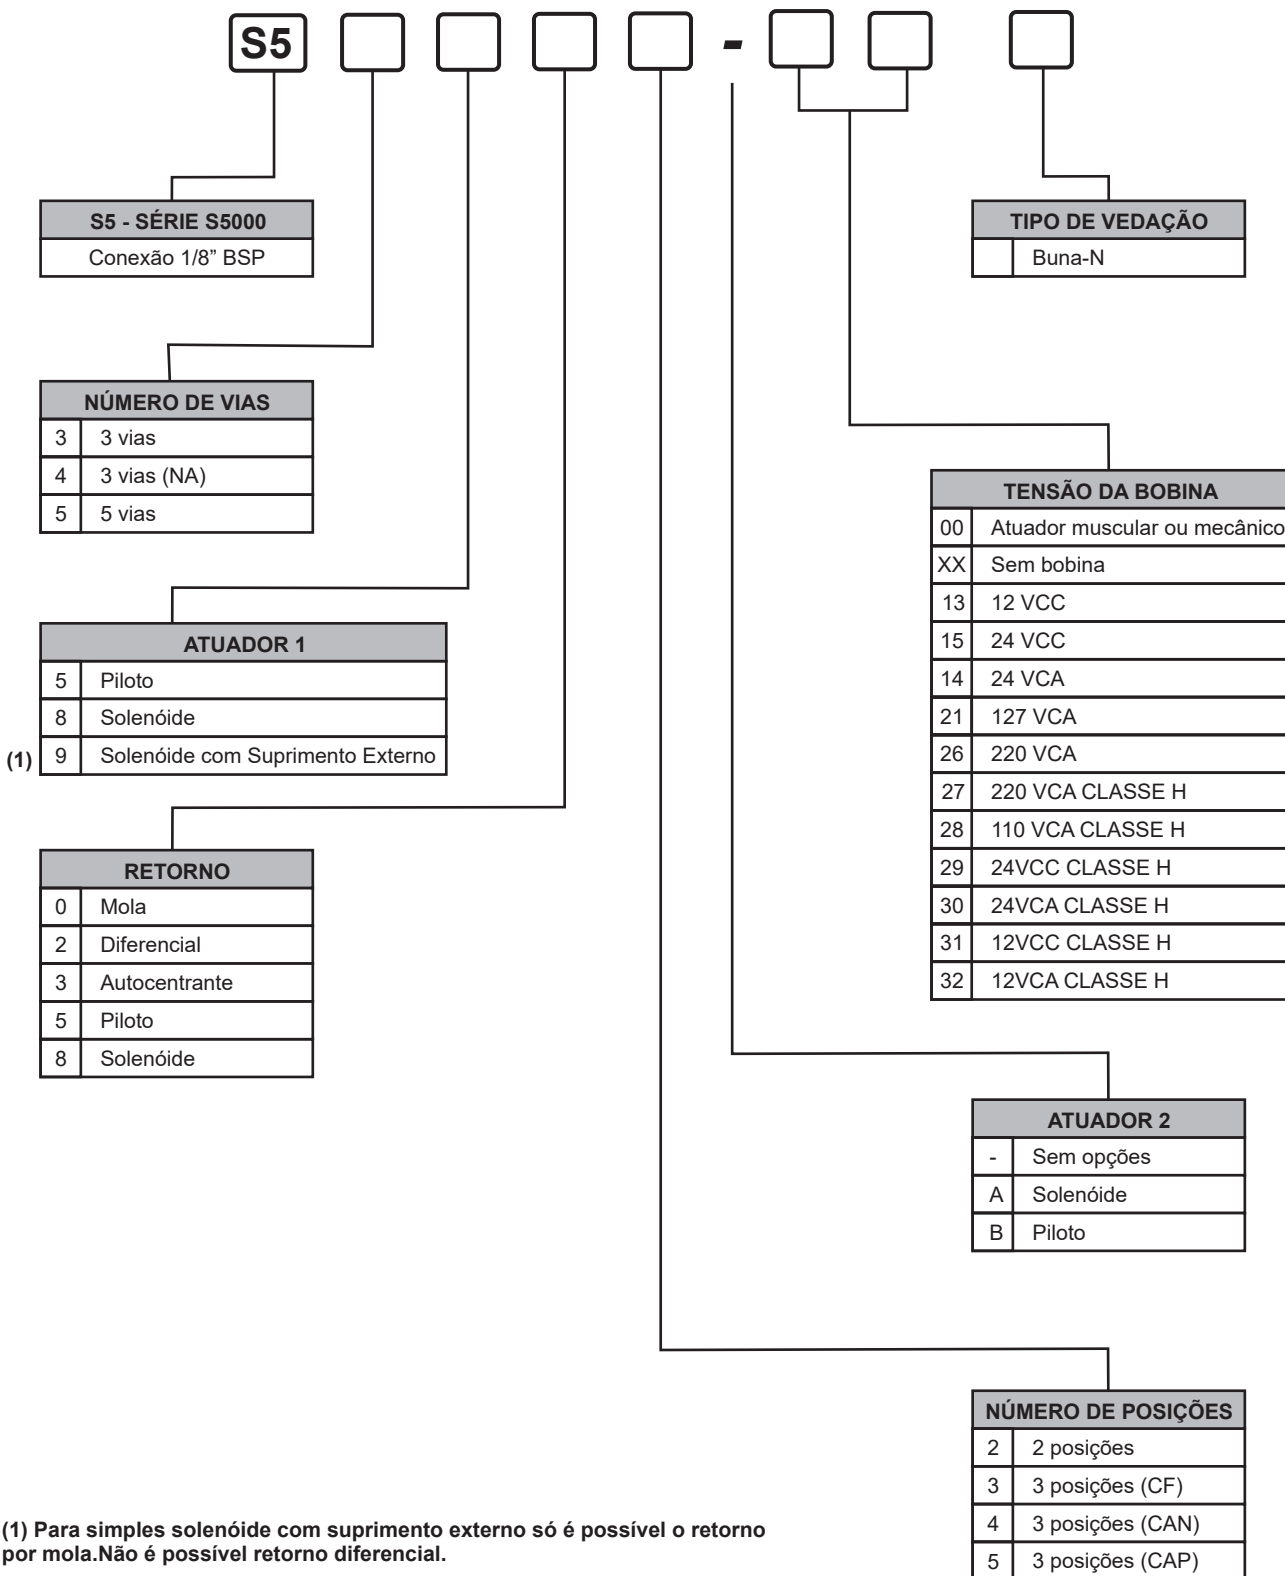 S5 -
S5 - SÉRIE S5000
Conexão 1/8” BSP
TIPO DE VEDAÇÃO
Buna-N
NÚMERO DE VIAS
3 3 vias
4 3 vias (NA)
5 5 vias
TENSÃO DA BOBINA
00 Atuador muscular ou mecânico
XX Sem bobina
13 12 VCC
15 24 VCC
14 24 VCA
21 127 VCA
26 220 VCA
27 220 VCA CLASSE H
28 110 VCA CLASSE H
29 24VCC CLASSE H
30 24VCA CLASSE H
31 12VCC CLASSE H
32 12VCA CLASSE H
ATUADOR 1
5 Piloto
8 Solenóide
(1) 9 Solenóide com Suprimento Externo
RETORNO
0 Mola
2 Diferencial
3 Autocentrante
5 Piloto
8 Solenóide
ATUADOR 2
- Sem opções
A Solenóide
B Piloto
NÚMERO DE POSIÇÕES
2 2 posições
3 3 posições (CF)
4 3 posições (CAN)
5 3 posições (CAP)
(1) Para simples solenóide com suprimento externo só é possível o retorno
por mola.Não é possível retorno diferencial.